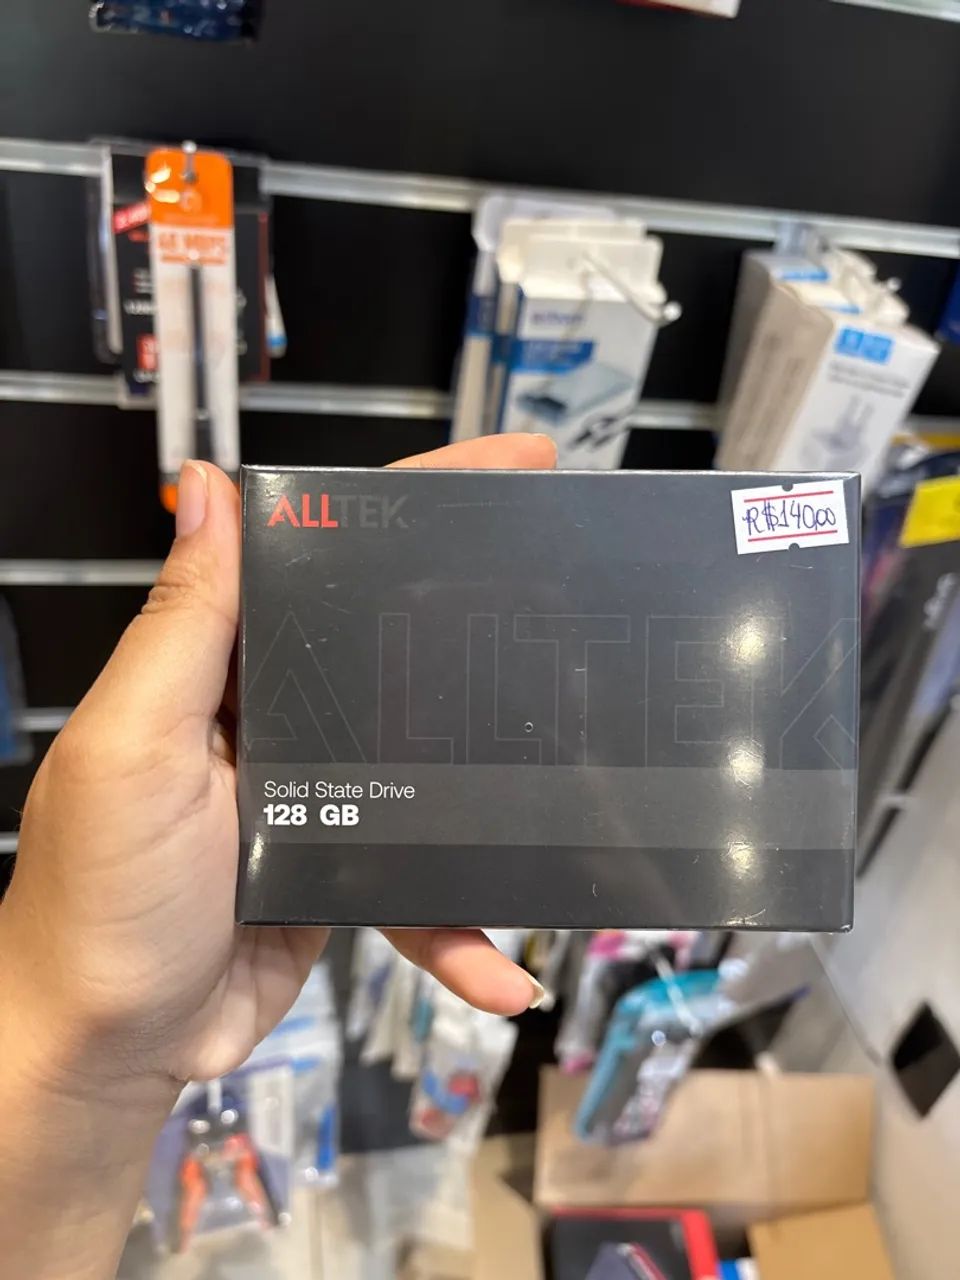 ALLTEK
R$140,00
ALLTEK
Solid State Drive
128 GB